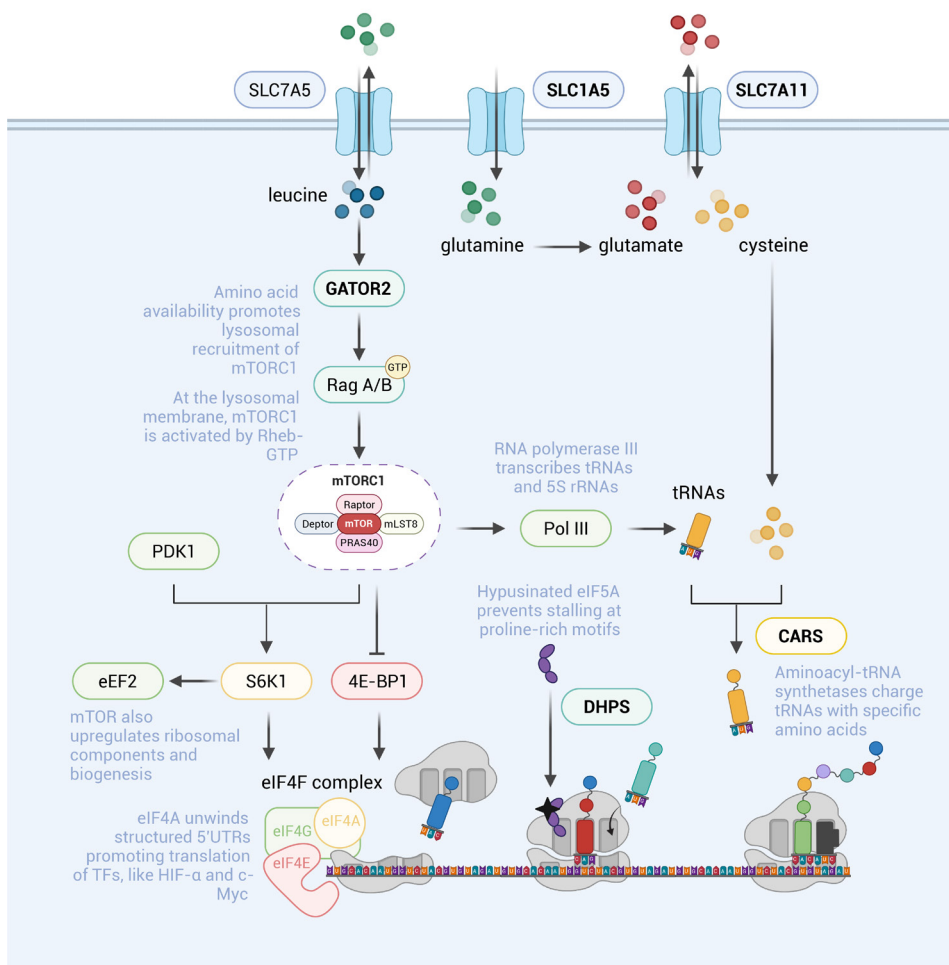 SLC7A5
SLC1A5
SLC7A11
leucine
glutamine
glutamate
cysteine
GATOR2
Amino acid
availability promotes
lysosomal
recruitment of
mTORC1
GTP
Rag A/B
At the lysosomal
membrane, mTORC1
is activated by Rheb-
GTP
mTORC1
Raptor
Deptor
mTOR
mLST8
PRAS40
RNA polymerase III
transcribes tRNAs
and 5S rRNAs
Pol III
tRNAs
PDK1
Hypusinated eIF5A
prevents stalling at
proline-rich motifs
CARS
Aminoacyl-tRNA
synthetases charge
tRNAs with specific
amino acids
eEF2
S6K1
4E-BP1
DHPS
mTOR also
upregulates ribosomal
components and
biogenesis
eIF4F complex
eIF4A unwinds
structured 5'UTRs
promoting translation
of TFs, like HIF-α and c-
Myc
eIF4G
eIF4A
eIF4E
CAG
CACAUC